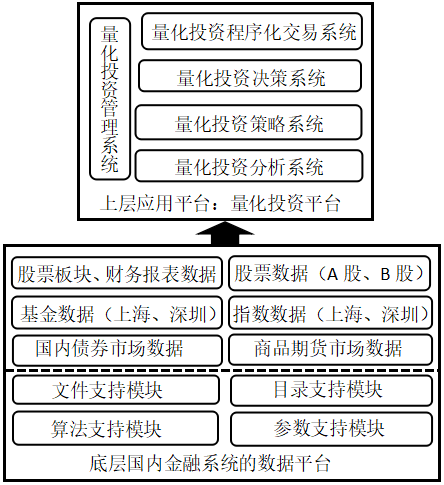 量化投资管理系统
量化投资程序化交易系统
量化投资决策系统
量化投资策略系统
量化投资分析系统
上层应用平台：量化投资平台
股票板块、财务报表数据
股票数据（A 股、B 股）
基金数据（上海、深圳）
指数数据（上海、深圳）
国内债券市场数据
商品期货市场数据
文件支持模块
目录支持模块
算法支持模块
参数支持模块
底层国内金融系统的数据平台